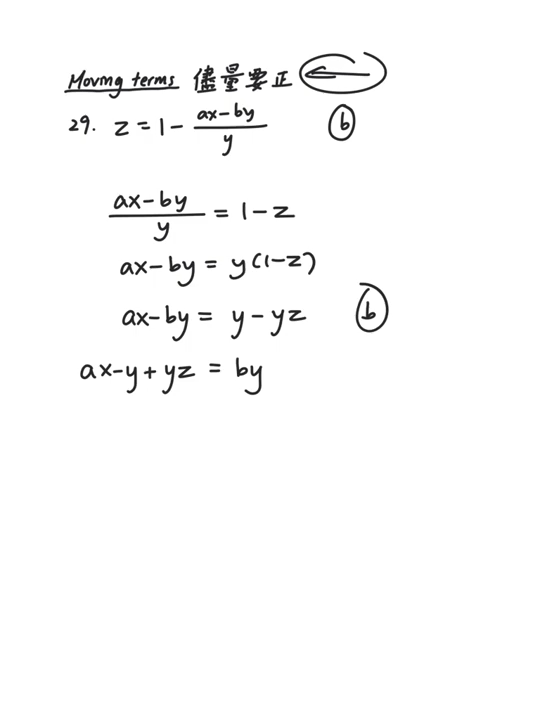 Moving terms 儘量要正 ←
29. z = 1 - (ax-by)/y (b)
(ax-by)/y = 1-z
ax-by = y(1-z)
ax-by = y-yz (b)
ax-y+yz = by